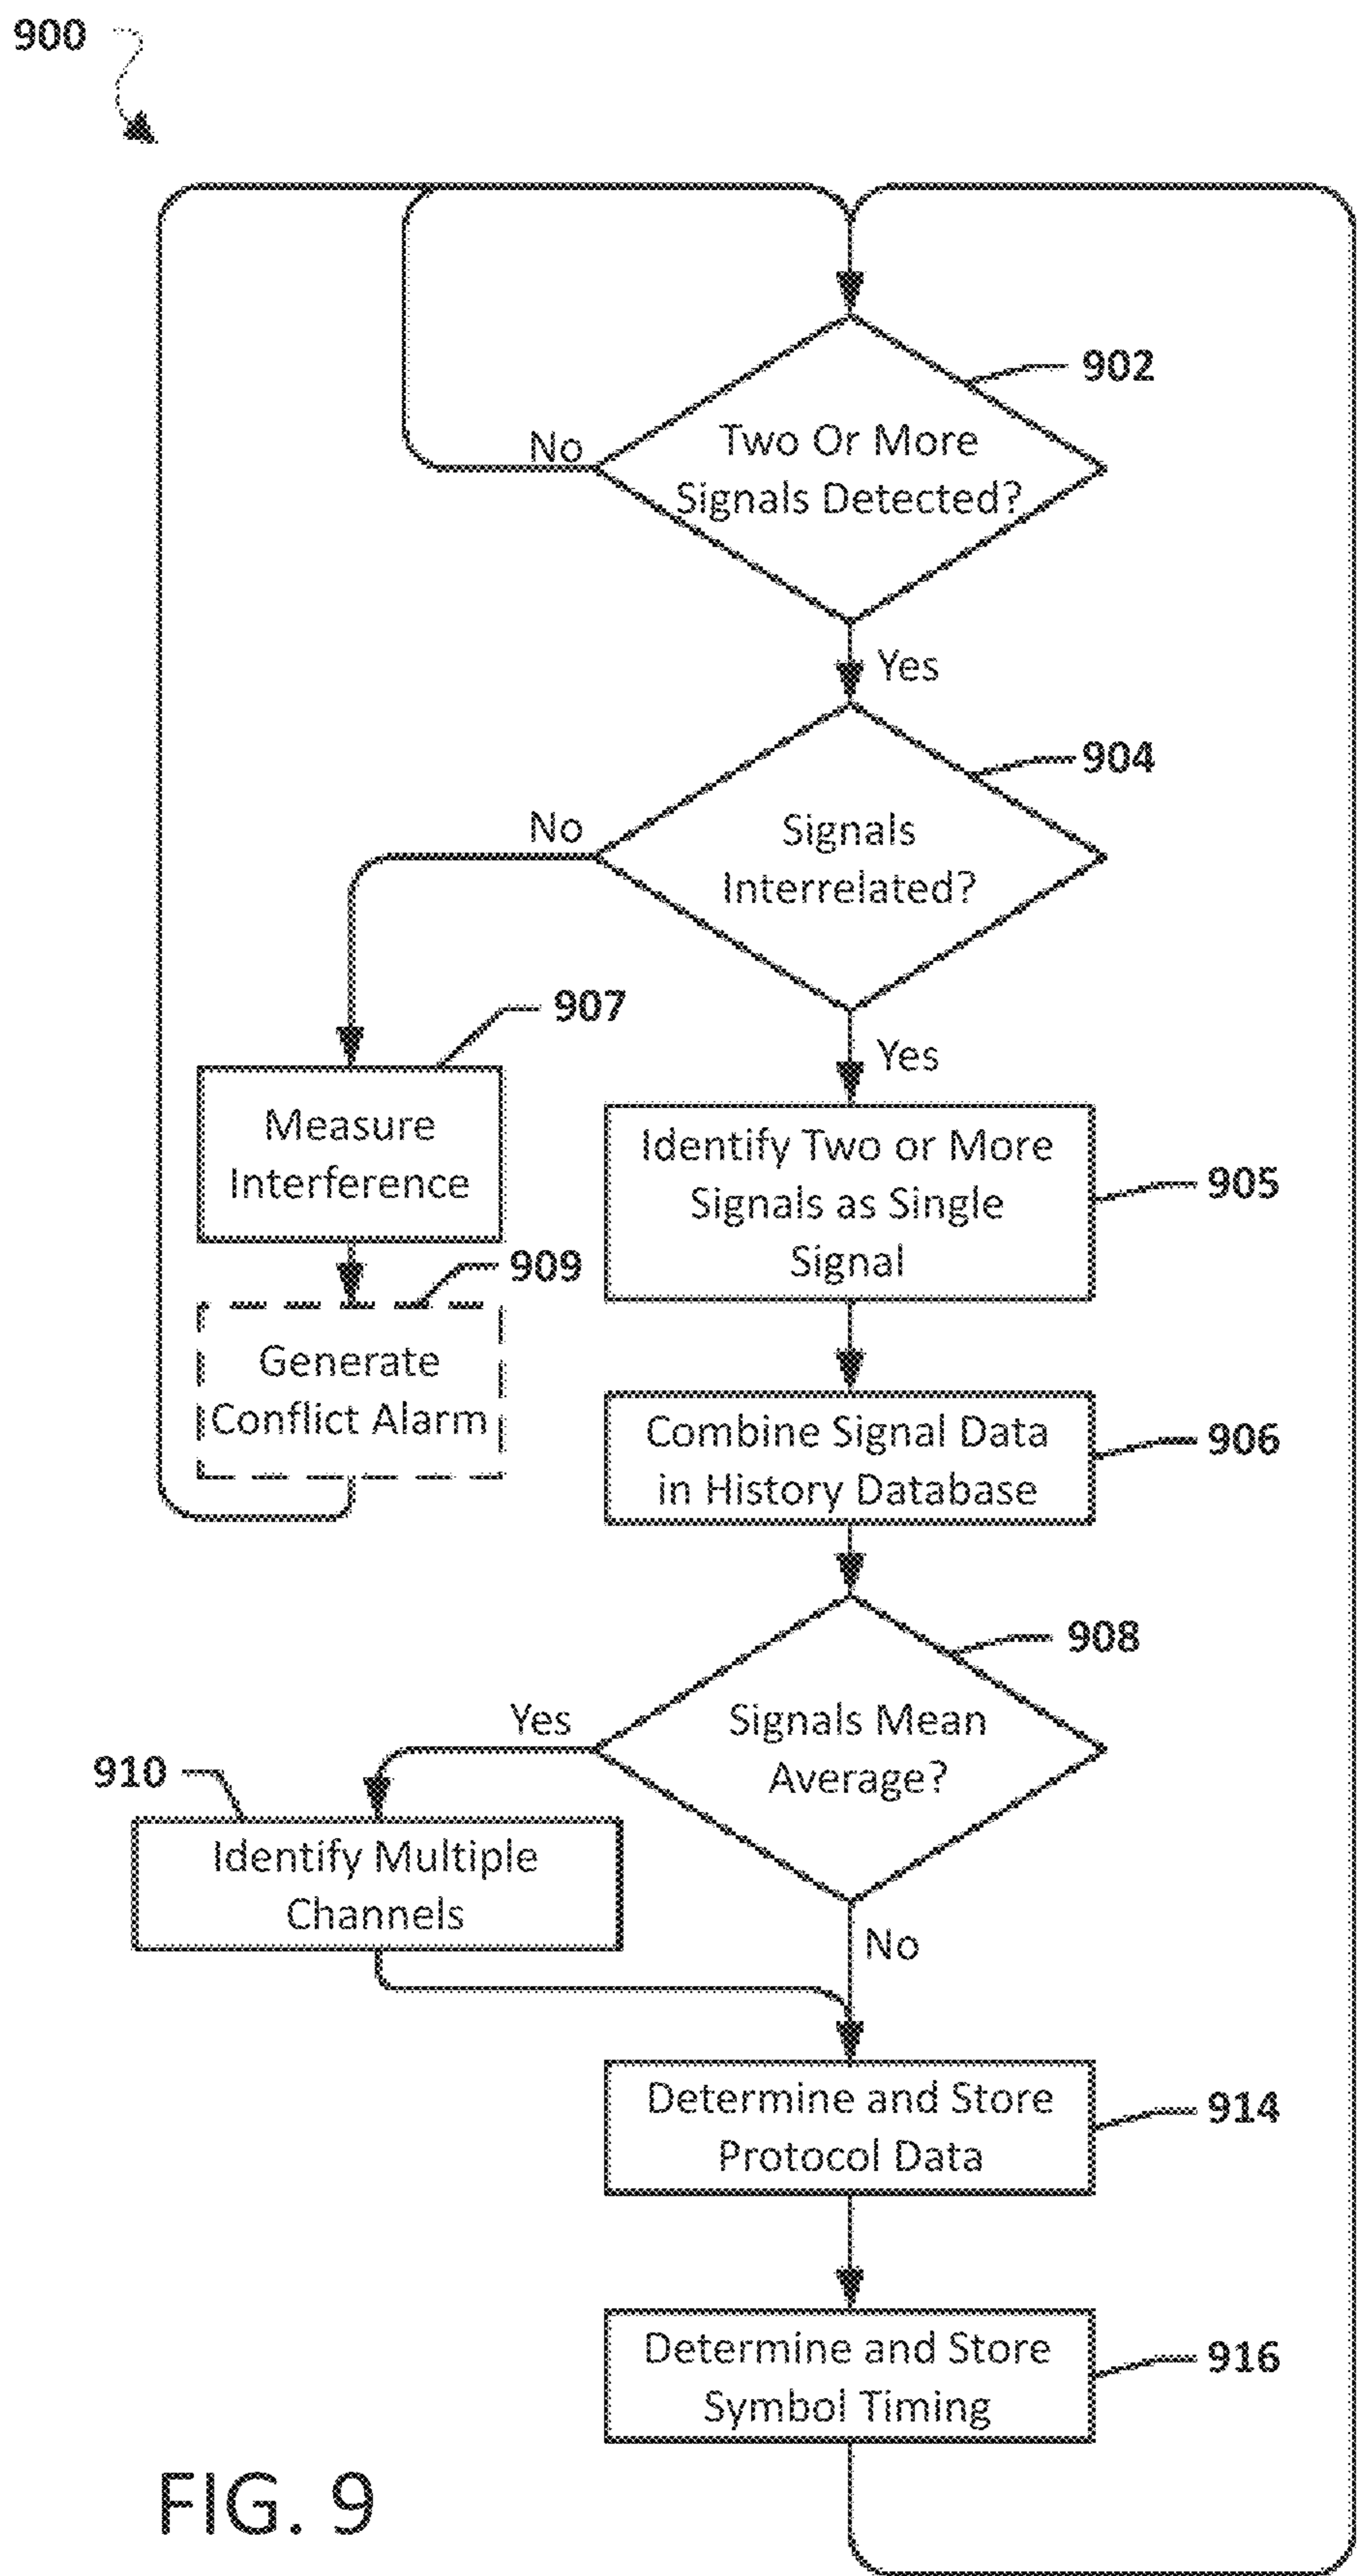 900
902
Two Or More
Signals Detected?
No
Yes
904
Signals
Interrelated?
No
Yes
907
Measure
Interference
905
Identify Two or More
Signals as Single
Signal
909
Generate
Conflict Alarm
906
Combine Signal Data
in History Database
908
Signals Mean
Average?
Yes
910
Identify Multiple
Channels
No
914
Determine and Store
Protocol Data
916
Determine and Store
Symbol Timing
FIG. 9